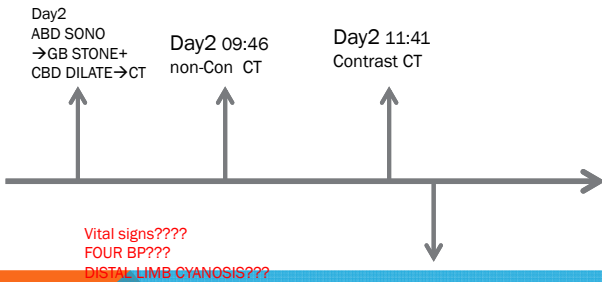 Day2
ABD SONO
→GB STONE+
CBD DILATE→CT
Day2 09:46
non-Con CT
Day2 11:41
Contrast CT
Vital signs????
FOUR BP???
DISTAL LIMB CYANOSIS???